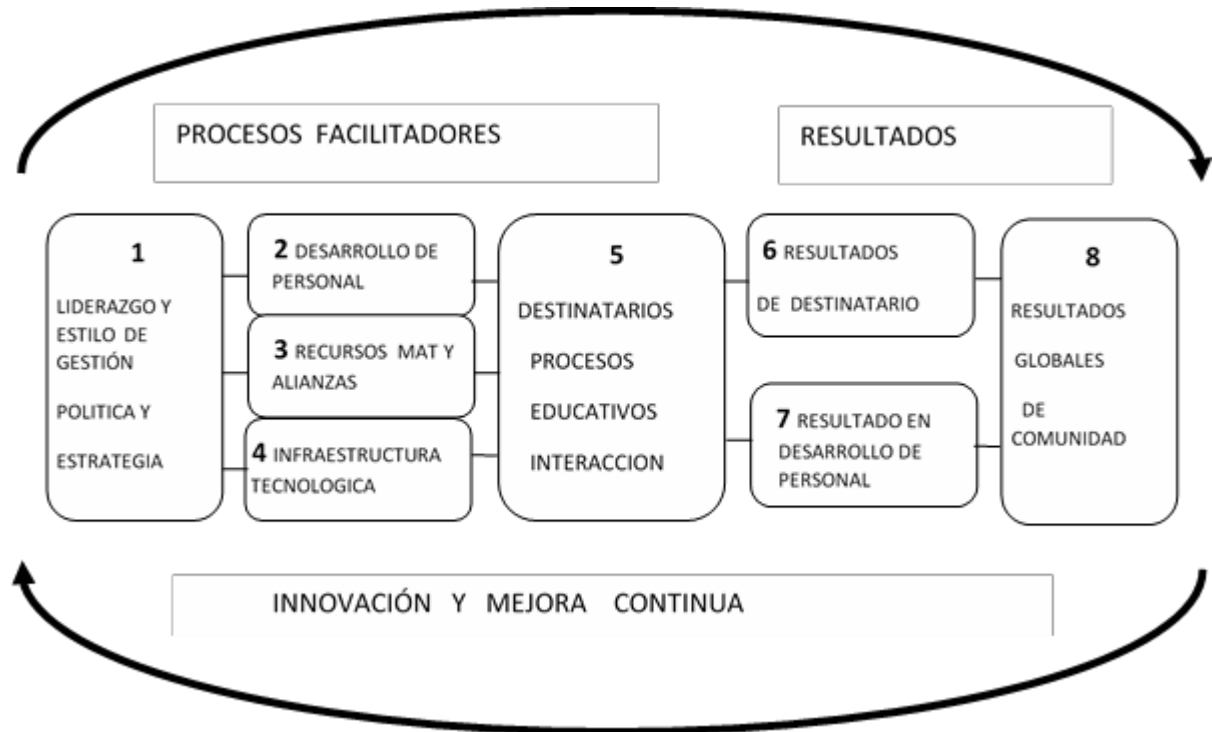 PROCESOS FACILITADORES
RESULTADOS
1
LIDERAZGO Y
ESTILO DE
GESTIÓN
POLITICA Y
ESTRATEGIA
2 DESARROLLO DE
PERSONAL
3 RECURSOS MAT Y
ALIANZAS
4 INFRAESTRUCTURA
TECNOLOGICA
5
DESTINATARIOS
PROCESOS
EDUCATIVOS
INTERACCION
6 RESULTADOS
DE DESTINATARIO
7 RESULTADO EN
DESARROLLO DE
PERSONAL
8
RESULTADOS
GLOBALES
DE
COMUNIDAD
INNOVACIÓN Y MEJORA CONTINUA